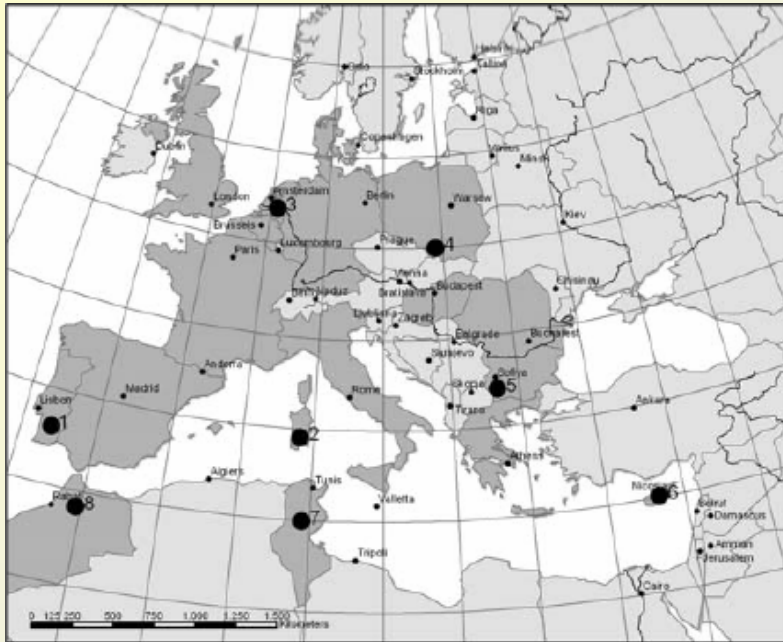 Helsinki
Oslo
Tallinn
Stockholm
Riga
Copenhagen
Dublin
Vilnius
Minsk
Amsterdam
London
3
Berlin
Warsaw
Brussels
Kiev
Paris
Luxembourg
Prague
4
Vienna
Bern
Vaduz
Bratislava
Budapest
Chisinau
Ljubljana
Zagreb
Belgrade
Bucharest
Sarajevo
Andorra
Sofiya
5
Skopje
Madrid
Rome
Lisbon
Tirana
Ankara
1
2
Athens
Algiers
Tunis
Nicosia
6
Rabat
8
Valletta
Beirut
Damascus
7
Amman
Jerusalem
Tripoli
Cairo
0 125 250 500 750 1.000 1.250 1.500
Kilometers